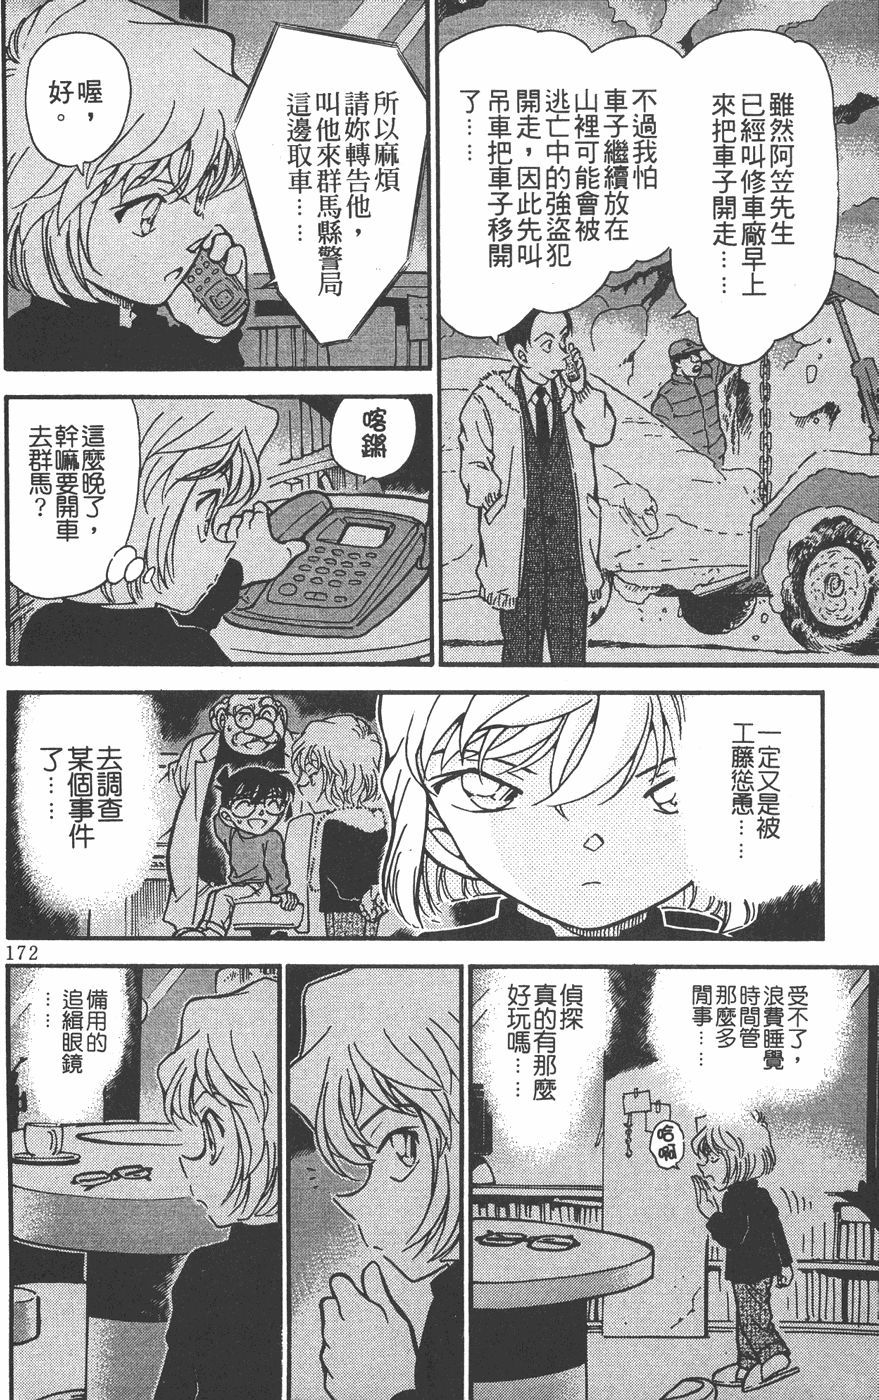 雖然阿笠先生
已經叫修車廠早上
來把車子開走……
不過我怕
車子繼續放在
山裡可能會被
逃亡中的強盜犯
開走，因此先叫
吊車把車子移開
了……
所以麻煩
請妳轉告他，
叫他來群馬縣警局
這邊取車……
喔，
好。
喀鏘
這麼晚了，
幹嘛要開車
去群馬？
一定又是被
工藤慫恿……
去調查
某個事件
了……
172
受不了，
浪費睡覺
時間管
那麼多
閒事……
哈啊
偵探
真的有那麼
好玩嗎……
備用的
追緝眼鏡
……